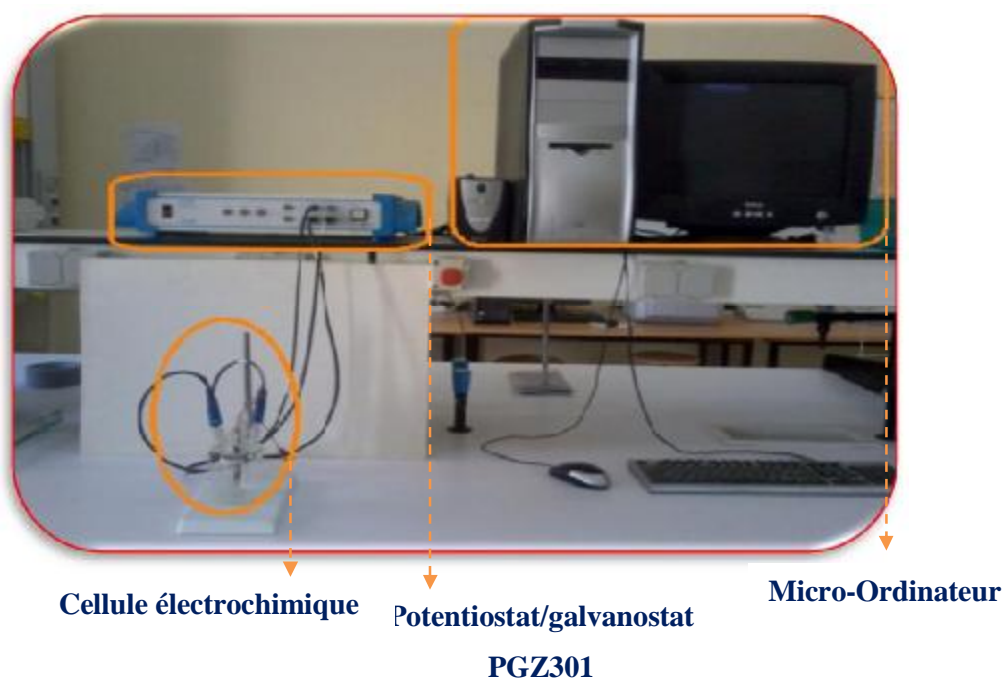 Cellule électrochimique
Potentiostat/galvanostat
PGZ301
Micro-Ordinateur